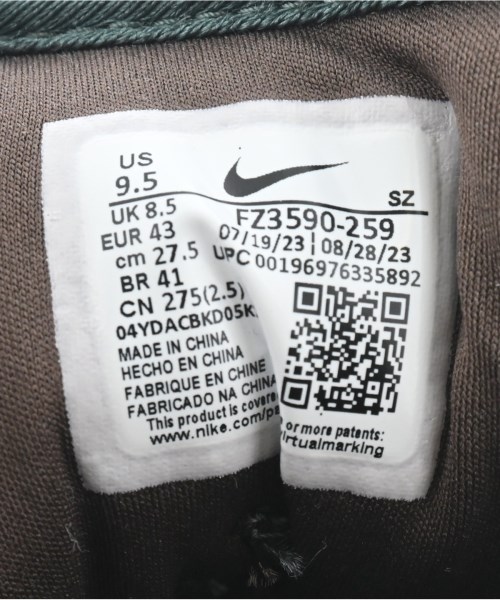 US
9.5
SZ
UK 8.5
FZ3590-259
EUR 43
07/19/23 | 08/28/23
cm 27.5
UPC 00196976335892
BR 41
CN 275(2.5)
04YDACBKD05K
MADE IN CHINA
HECHO EN CHINA
FABRIQUE EN CHINE
FABRICADO NA CHINA
This product is covere
or more patents:
www.nike.com/pa
irtualmarking